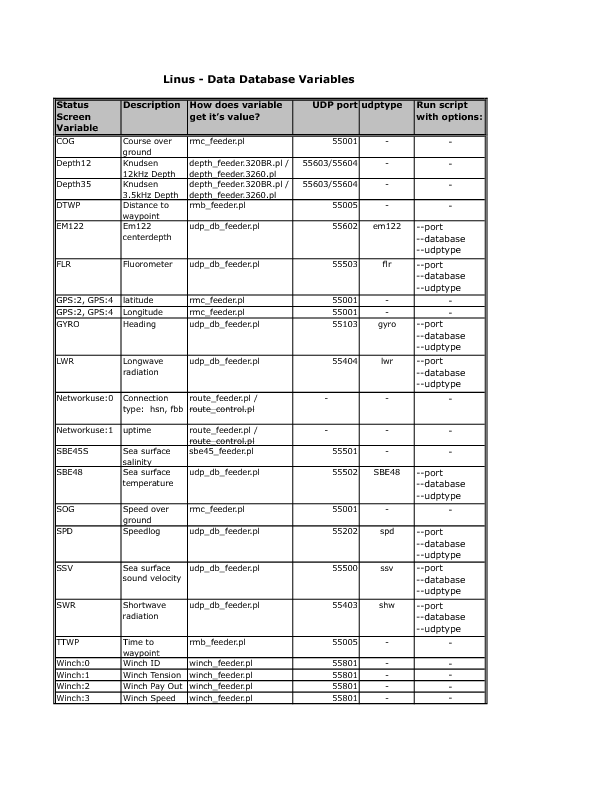 Linus - Data Database Variables
Status Screen Variable | Description | How does variable get it's value? | UDP port | udptype | Run script with options:
COG | Course over ground | rmc_feeder.pl | 55001 | - | -
Depth12 | Knudsen 12kHz Depth | depth_feeder.320BR.pl / depth_feeder.3260.pl | 55603/55604 | - | -
Depth35 | Knudsen 3.5kHz Depth | depth_feeder.320BR.pl / depth_feeder.3260.pl | 55603/55604 | - | -
DTWP | Distance to waypoint | rmb_feeder.pl | 55005 | - | -
EM122 | Em122 centerdepth | udp_db_feeder.pl | 55602 | em122 | --port --database --udptype
FLR | Fluorometer | udp_db_feeder.pl | 55503 | flr | --port --database --udptype
GPS:2, GPS:4 | latitude | rmc_feeder.pl | 55001 | - | -
GPS:2, GPS:4 | Longitude | rmc_feeder.pl | 55001 | - | -
GYRO | Heading | udp_db_feeder.pl | 55103 | gyro | --port --database --udptype
LWR | Longwave radiation | udp_db_feeder.pl | 55404 | lwr | --port --database --udptype
Networkuse:0 | Connection type: hsn, fbb | route_feeder.pl / route_control.pl | - | - | -
Networkuse:1 | uptime | route_feeder.pl / route_control.pl | - | - | -
SBE45S | Sea surface salinity | sbe45_feeder.pl | 55501 | - | -
SBE48 | Sea surface temperature | udp_db_feeder.pl | 55502 | SBE48 | --port --database --udptype
SOG | Speed over ground | rmc_feeder.pl | 55001 | - | -
SPD | Speedlog | udp_db_feeder.pl | 55202 | spd | --port --database --udptype
SSV | Sea surface sound velocity | udp_db_feeder.pl | 55500 | ssv | --port --database --udptype
SWR | Shortwave radiation | udp_db_feeder.pl | 55403 | shw | --port --database --udptype
TTWP | Time to waypoint | rmb_feeder.pl | 55005 | - | -
Winch:0 | Winch ID | winch_feeder.pl | 55801 | - | -
Winch:1 | Winch Tension | winch_feeder.pl | 55801 | - | -
Winch:2 | Winch Pay Out | winch_feeder.pl | 55801 | - | -
Winch:3 | Winch Speed | winch_feeder.pl | 55801 | - | -